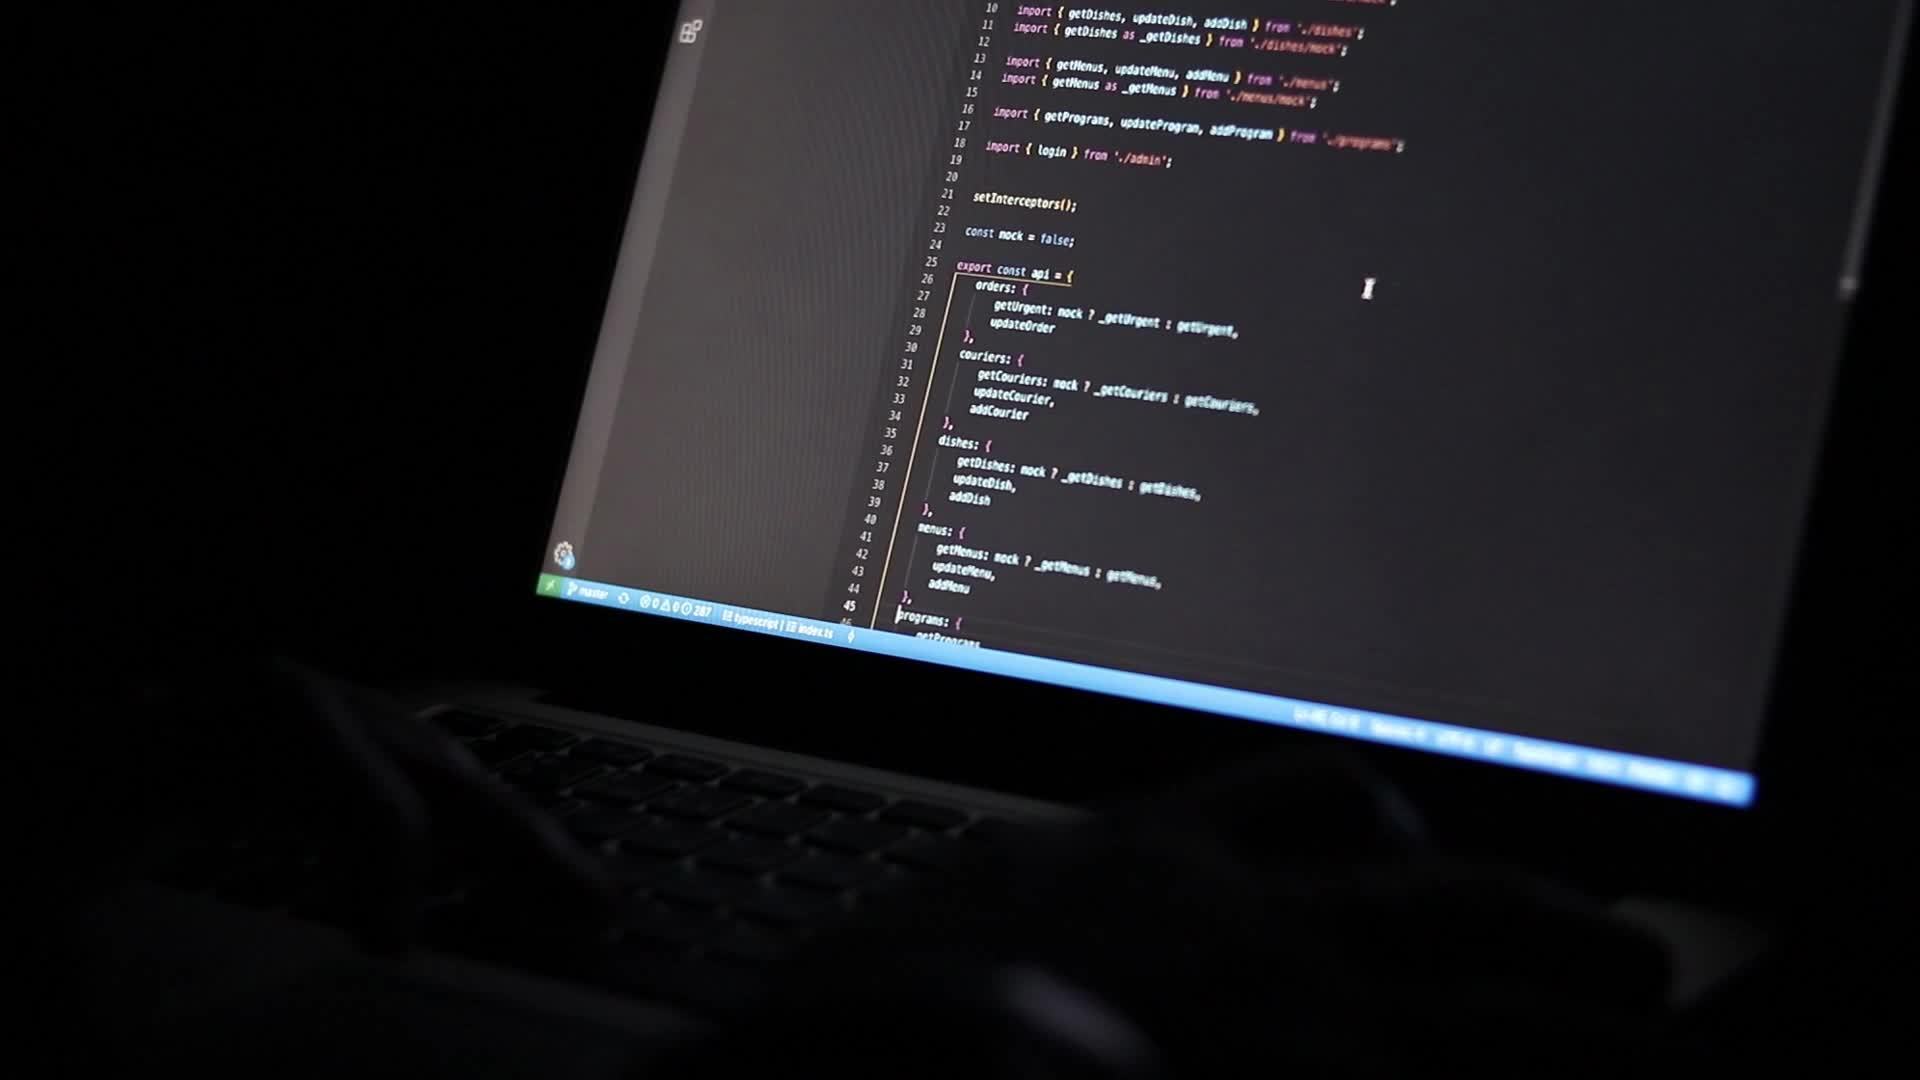 10 import { getDishes, updateDish, addDish } from './dishes';
11 import { getDishes as _getDishes } from './dishes/mock';
12
13 import { getMenus, updateMenu, addMenu } from './menus';
14 import { getMenus as _getMenus } from './menus/mock';
15
16 import { getPrograms, updateProgram, addProgram } from './programs';
17
18 import { login } from './admin';
19
20
21 setInterceptors();
22
23 const mock = false;
24
25 export const api = {
26 orders: {
27 getUrgent: mock ? _getUrgent : getUrgent,
28 updateOrder
29 },
30 couriers: {
31 getCouriers: mock ? _getCouriers : getCouriers,
32 updateCourier,
33 addCourier
34 },
35 dishes: {
36 getDishes: mock ? _getDishes : getDishes,
37 updateDish,
38 addDish
39 },
40 menus: {
41 getMenus: mock ? _getMenus : getMenus,
42 updateMenu,
43 addMenu
44 },
45 programs: {
46 getPrograms
master 0 0 287 typescript | index.ts